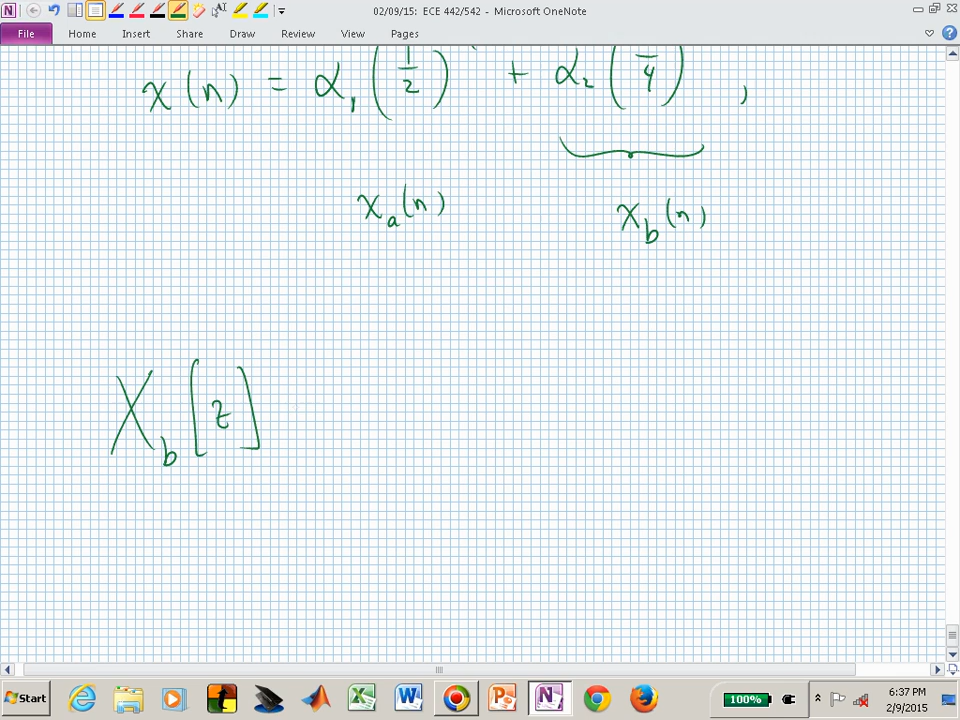 02/09/15: ECE 442/542 - Microsoft OneNote
File Home Insert Share Draw Review View Pages
x(n) = α₁(1/2) + α₂(‾/4) ,
x_a(n) x_b(n)
X_b[z]
Start
100%
6:37 PM
2/9/2015